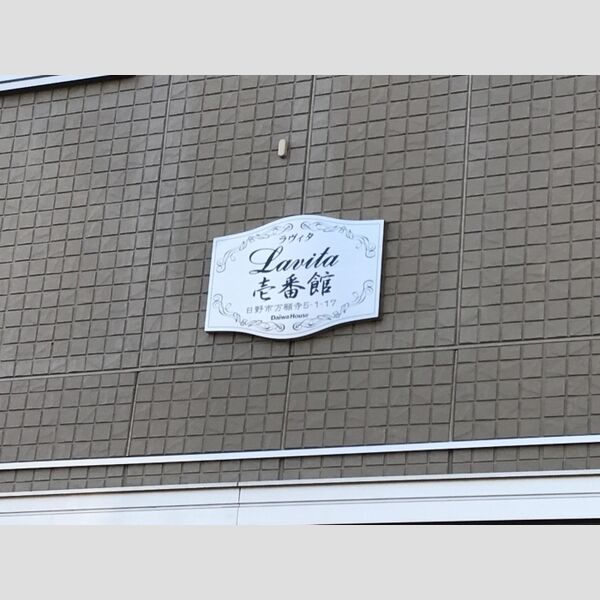 ラヴィタ
Lavita
壱番館
日野市万願寺5-1-17
Daiwa House